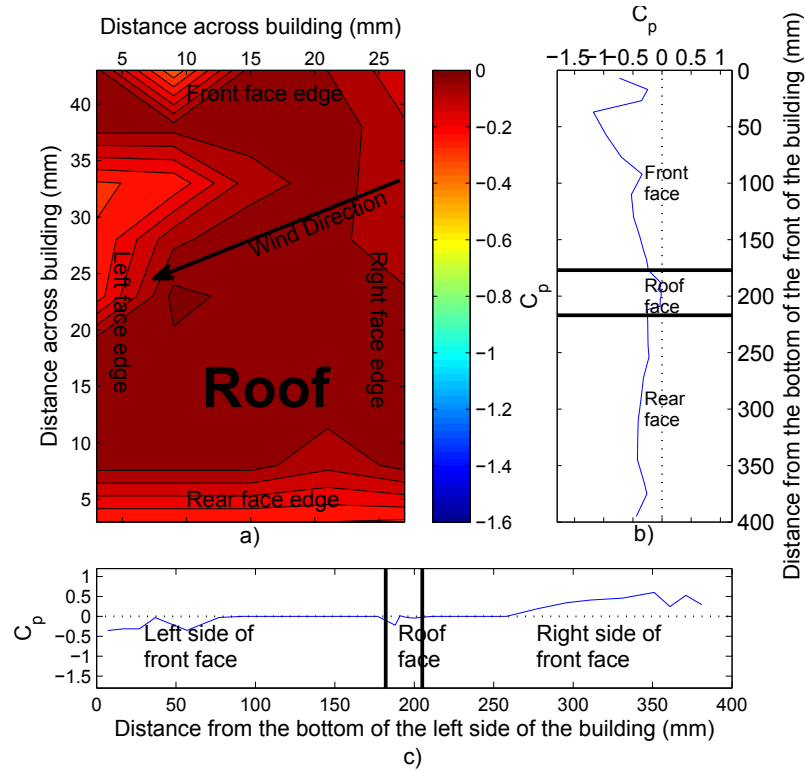 Distance across building (mm)
5 10 15 20 25
Distance across building (mm)
40
35
30
25
20
15
10
5
Front face edge
Wind Direction
Left face edge
Right face edge
Roof
Rear face edge
a)
0
−0.2
−0.4
−0.6
−0.8
−1
−1.2
−1.4
−1.6
Cp
Cp
−1.5 −1 −0.5 0 0.5 1
0
50
100
150
200
250
300
350
400
Distance from the bottom of the front of the building (mm)
Front
face
Roof
face
Rear
face
b)
Cp
1
0.5
0
−0.5
−1
−1.5
Left side of
front face
Roof
face
Right side of
front face
0 50 100 150 200 250 300 350 400
Distance from the bottom of the left side of the building (mm)
c)